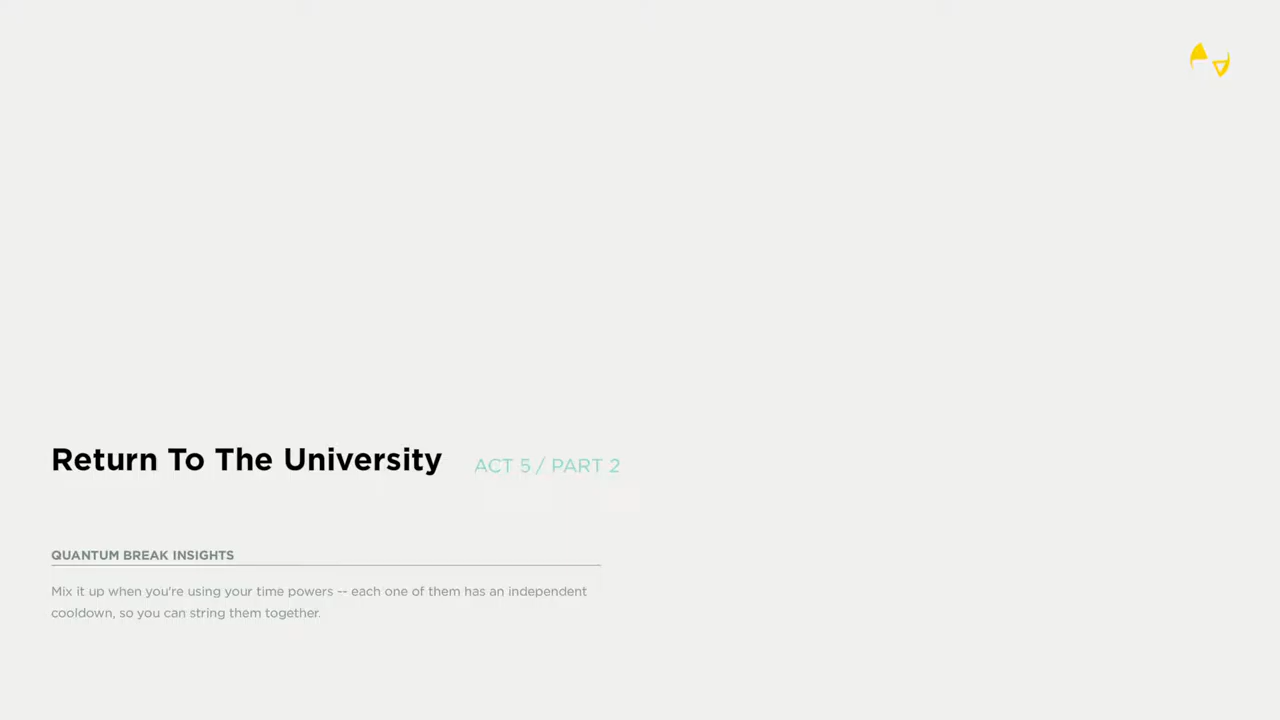 Return To The University ACT 5 / PART 2
QUANTUM BREAK INSIGHTS
Mix it up when you're using your time powers -- each one of them has an independent
cooldown, so you can string them together.